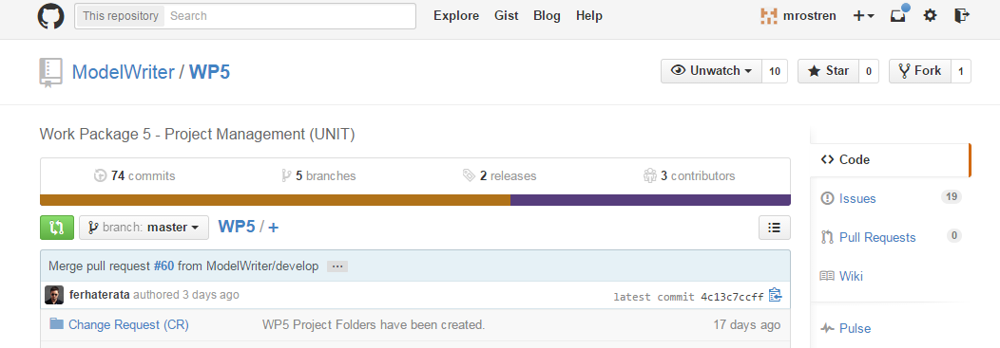 This repository Search Explore Gist Blog Help mrostren
ModelWriter / WP5 Unwatch 10 Star 0 Fork 1
Work Package 5 - Project Management (UNIT)
Code
74 commits 5 branches 2 releases 3 contributors
Issues 19
branch: master WP5 / +
Pull Requests 0
Merge pull request #60 from ModelWriter/develop ...
Wiki
ferhaterata authored 3 days ago latest commit 4c13c7ccff
Change Request (CR) WP5 Project Folders have been created. 17 days ago
Pulse